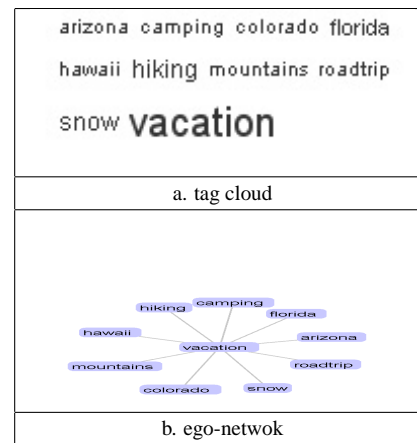 arizona camping colorado florida
hawaii hiking mountains roadtrip
snow vacation
a. tag cloud
camping
hiking
florida
hawaii
arizona
vacation
mountains
roadtrip
colorado
snow
b. ego-netwok